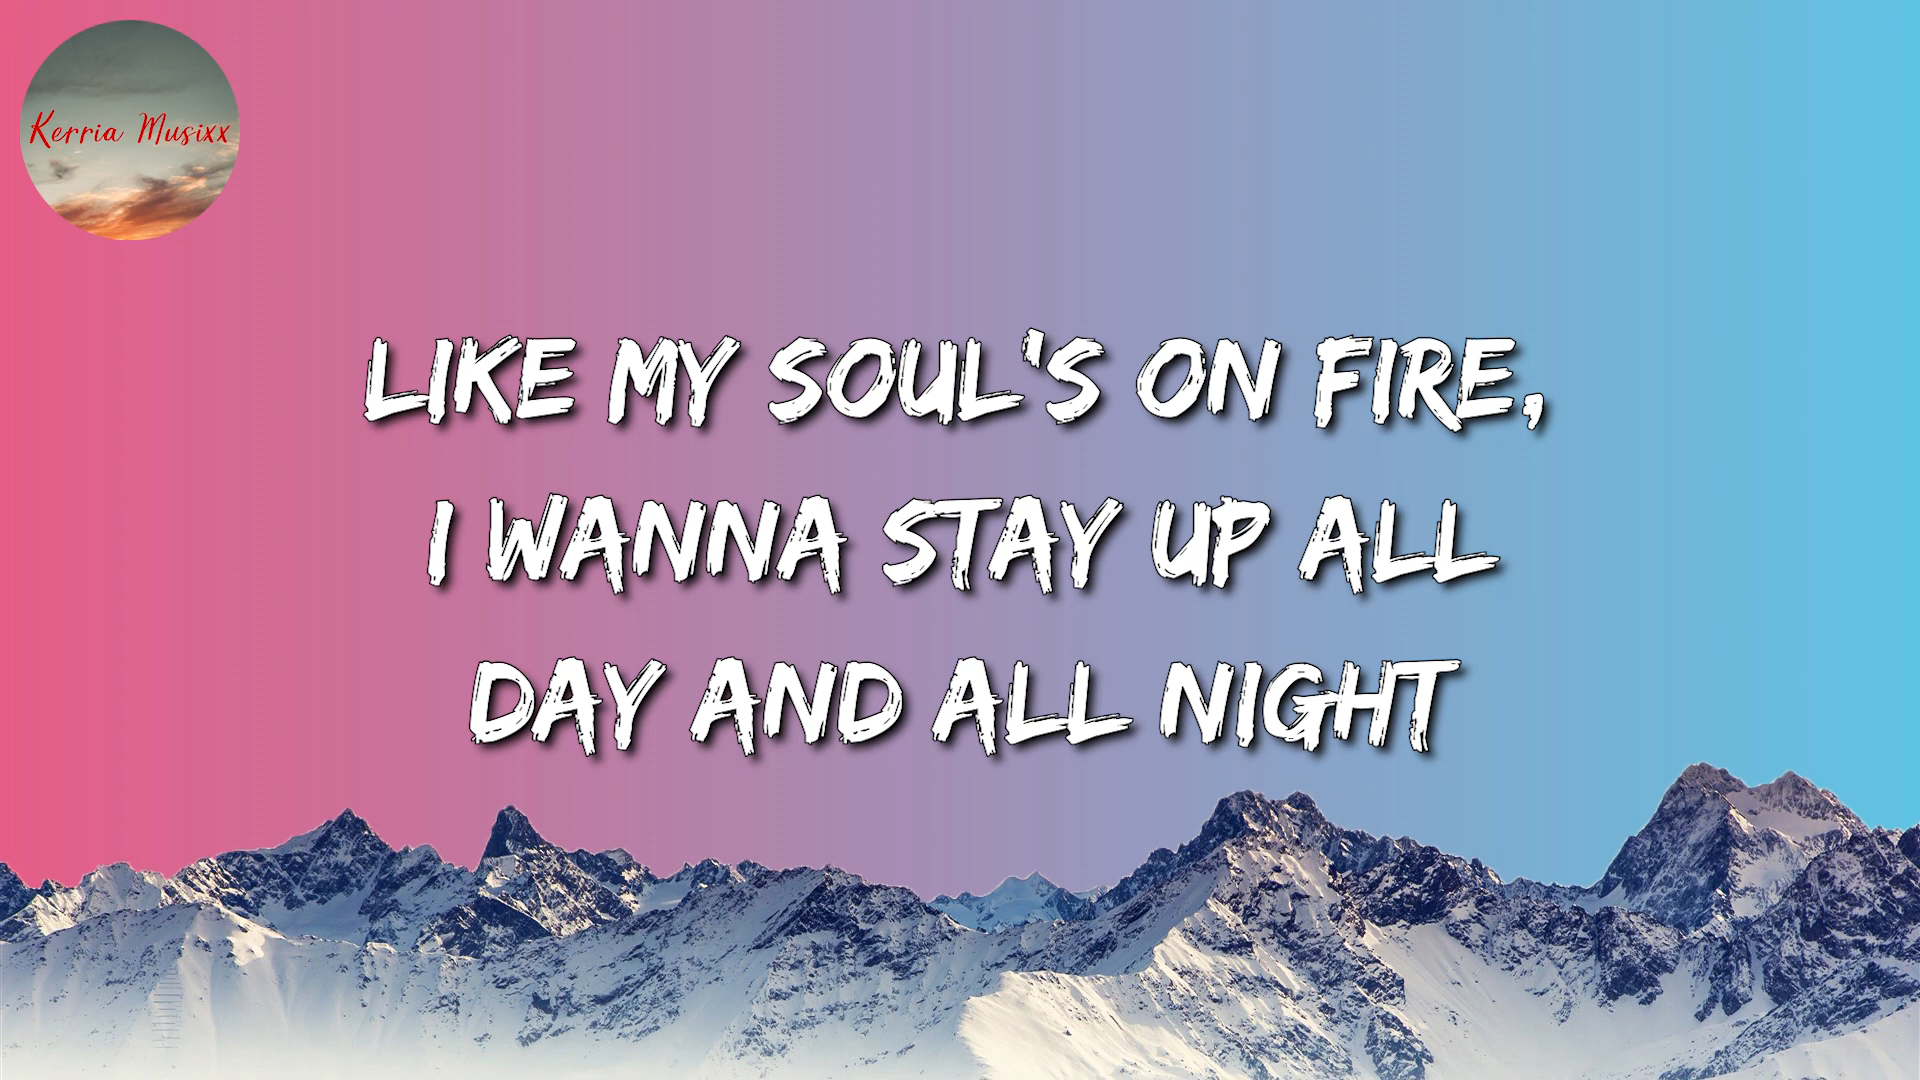 Kerria Musixx
LIKE MY SOUL'S ON FIRE,
I WANNA STAY UP ALL
DAY AND ALL NIGHT